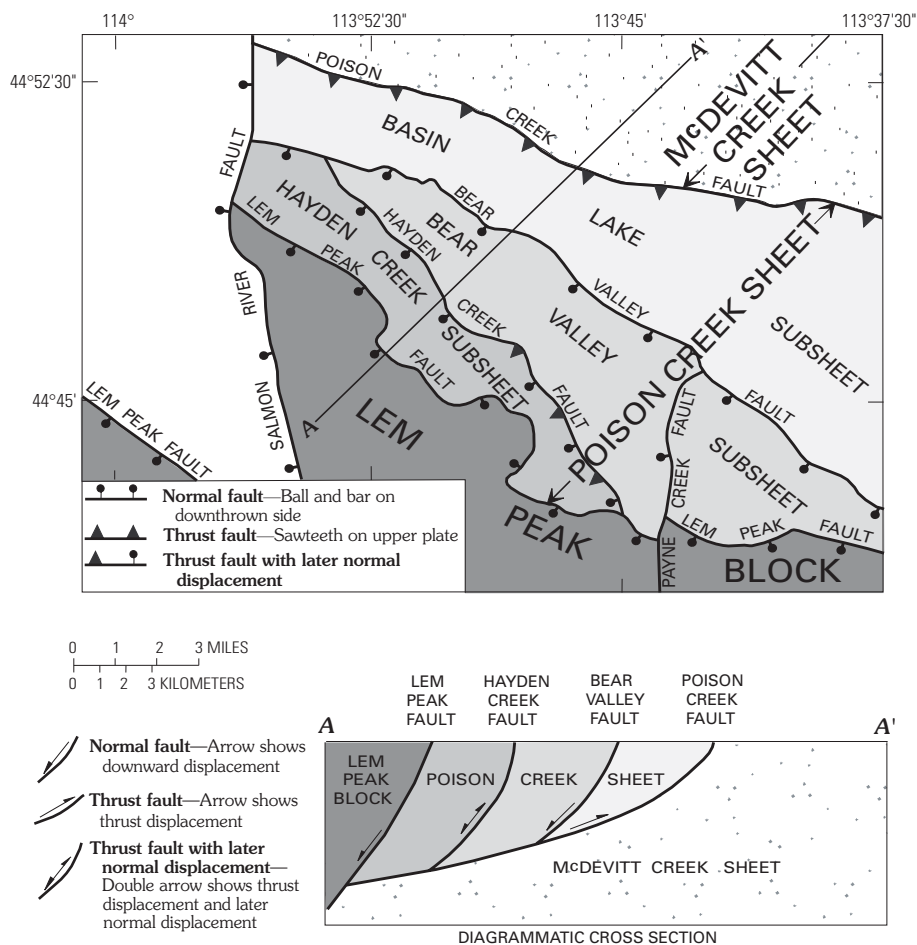 114°
113°52'30"
113°45'
113°37'30"
44°52'30"
44°45'
POISON
CREEK
FAULT
McDEVITT
CREEK
SHEET
A'
BASIN
LAKE
SUBSHEET
FAULT
RIVER
SALMON
HAYDEN
CREEK
SUBSHEET
BEAR
VALLEY
SUBSHEET
BEAR
VALLEY
FAULT
HAYDEN
CREEK
FAULT
LEM
PEAK
FAULT
POISON CREEK SHEET
A
LEM
PEAK
BLOCK
LEM PEAK FAULT
FAULT
CREEK
PAYNE
LEM
PEAK
FAULT
Normal fault—Ball and bar on
downthrown side
Thrust fault—Sawteeth on upper plate
Thrust fault with later normal
displacement
0 1 2 3 MILES
0 1 2 3 KILOMETERS
Normal fault—Arrow shows
downward displacement
Thrust fault—Arrow shows
thrust displacement
Thrust fault with later
normal displacement—
Double arrow shows thrust
displacement and later
normal displacement
LEM
PEAK
FAULT
HAYDEN
CREEK
FAULT
BEAR
VALLEY
FAULT
POISON
CREEK
FAULT
A
A'
LEM
PEAK
BLOCK
POISON CREEK SHEET
McDEVITT CREEK SHEET
DIAGRAMMATIC CROSS SECTION